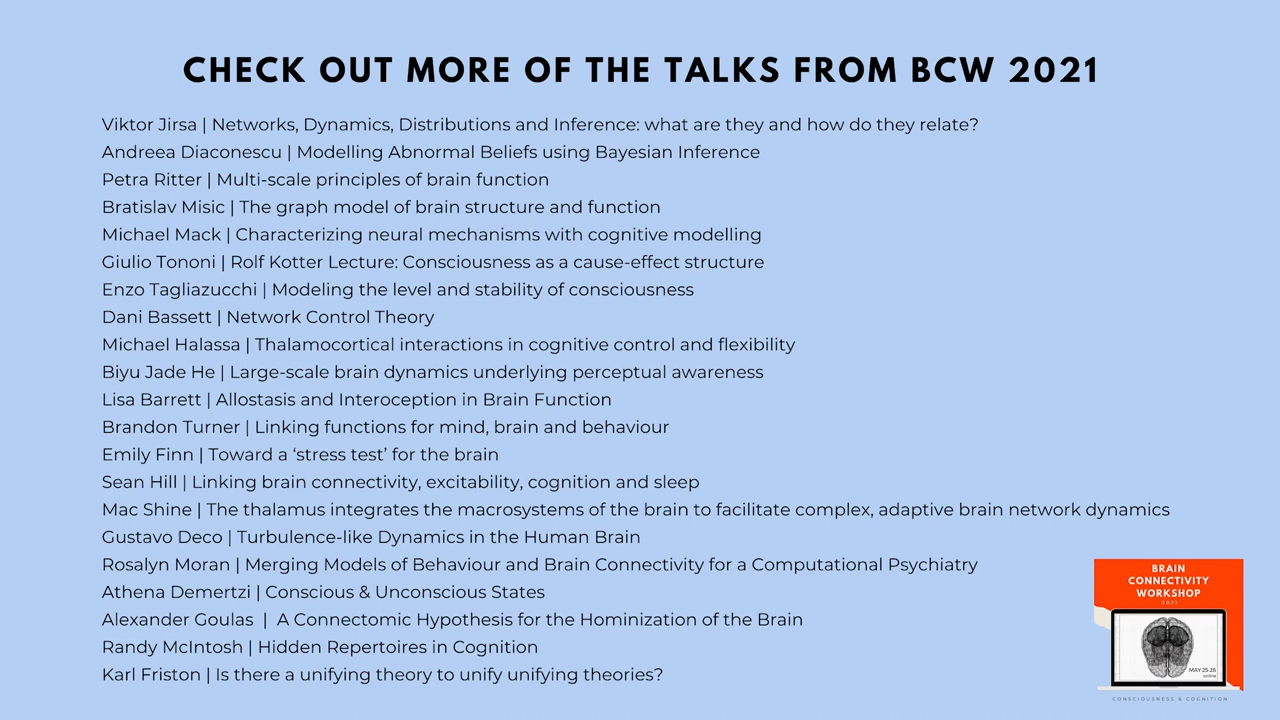 CHECK OUT MORE OF THE TALKS FROM BCW 2021
Viktor Jirsa | Networks, Dynamics, Distributions and Inference: what are they and how do they relate?
Andreea Diaconescu | Modelling Abnormal Beliefs using Bayesian Inference
Petra Ritter | Multi-scale principles of brain function
Bratislav Misic | The graph model of brain structure and function
Michael Mack | Characterizing neural mechanisms with cognitive modelling
Giulio Tononi | Rolf Kotter Lecture: Consciousness as a cause-effect structure
Enzo Tagliazucchi | Modeling the level and stability of consciousness
Dani Bassett | Network Control Theory
Michael Halassa | Thalamocortical interactions in cognitive control and flexibility
Biyu Jade He | Large-scale brain dynamics underlying perceptual awareness
Lisa Barrett | Allostasis and Interoception in Brain Function
Brandon Turner | Linking functions for mind, brain and behaviour
Emily Finn | Toward a ‘stress test’ for the brain
Sean Hill | Linking brain connectivity, excitability, cognition and sleep
Mac Shine | The thalamus integrates the macrosystems of the brain to facilitate complex, adaptive brain network dynamics
Gustavo Deco | Turbulence-like Dynamics in the Human Brain
Rosalyn Moran | Merging Models of Behaviour and Brain Connectivity for a Computational Psychiatry
Athena Demertzi | Conscious & Unconscious States
Alexander Goulas | A Connectomic Hypothesis for the Hominization of the Brain
Randy McIntosh | Hidden Repertoires in Cognition
Karl Friston | Is there a unifying theory to unify unifying theories?
BRAIN
CONNECTIVITY
WORKSHOP
2021
MAY 25-28
online
CONSCIOUSNESS & COGNITION